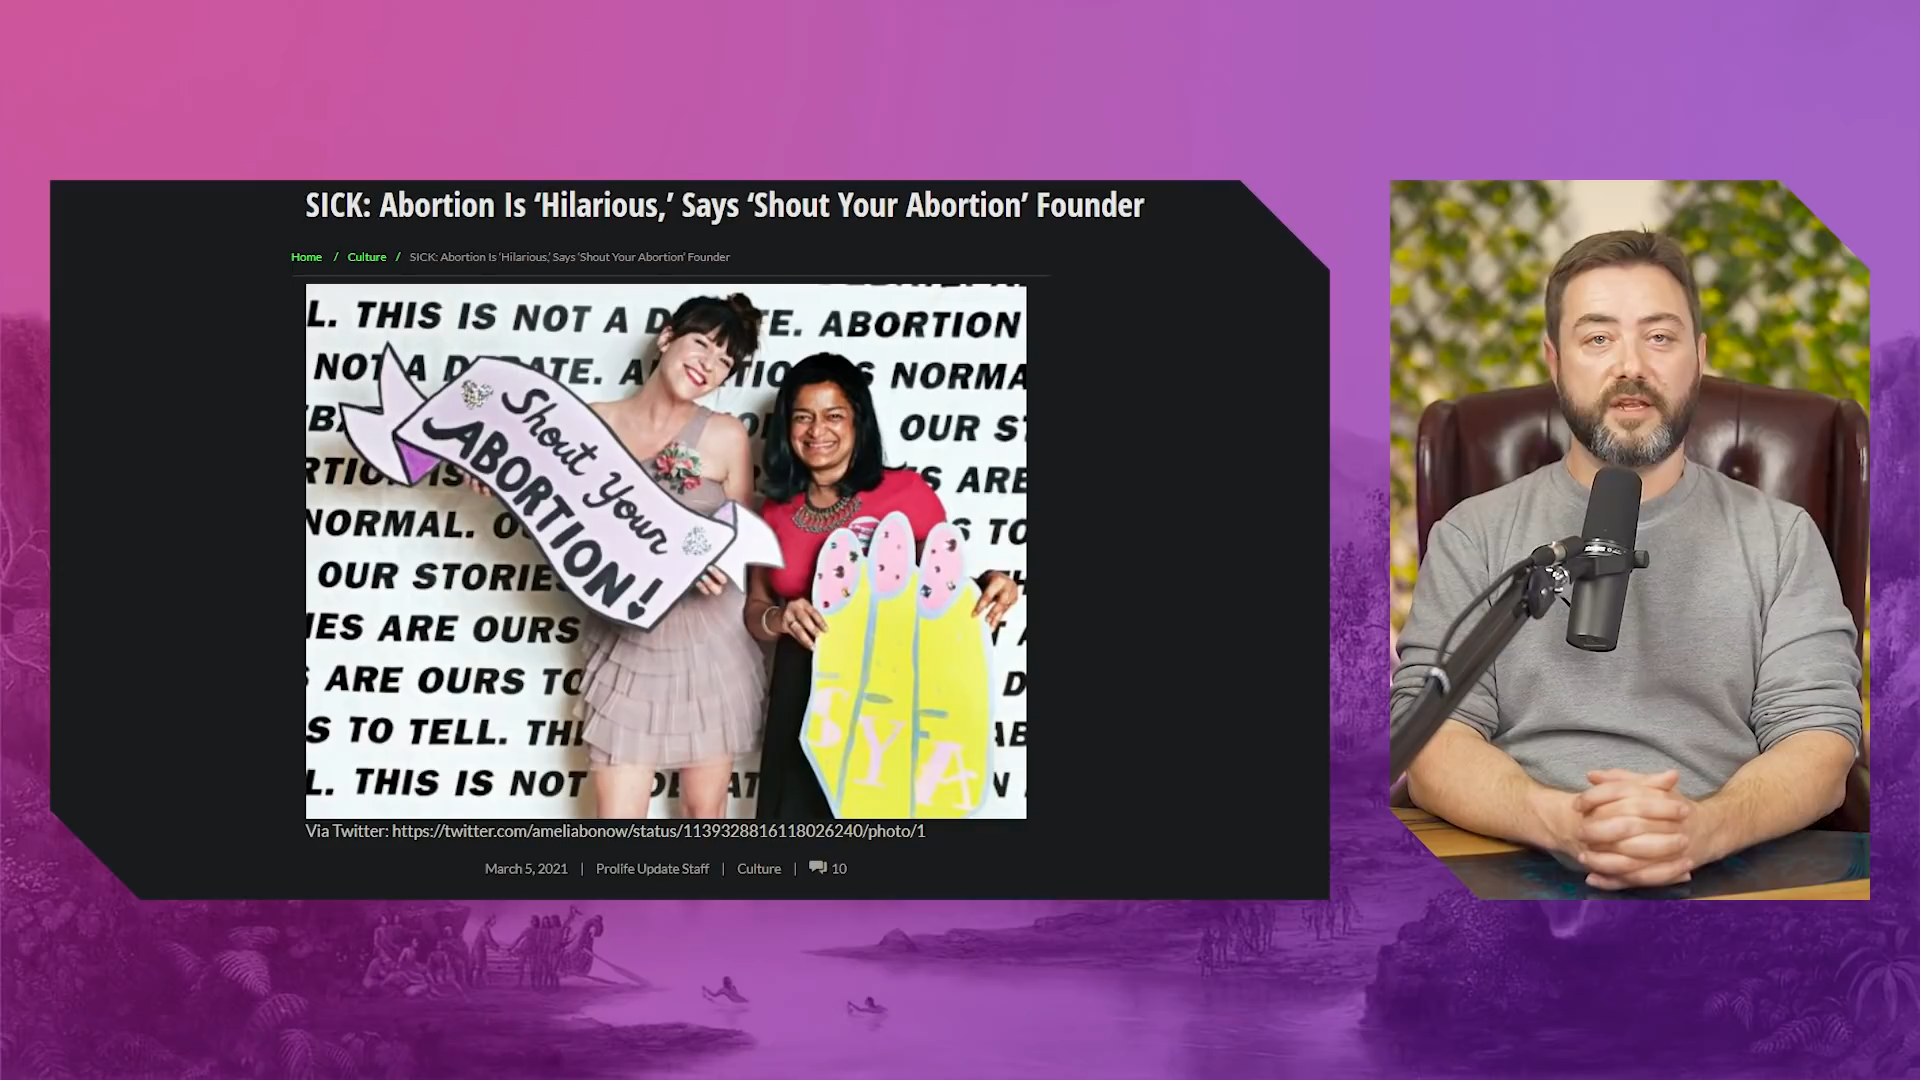 SICK: Abortion Is ‘Hilarious,’ Says ‘Shout Your Abortion’ Founder
Home / Culture / SICK: Abortion Is ‘Hilarious,’ Says ‘Shout Your Abortion’ Founder
L. THIS IS NOT A D TE. ABORTION
NOT A DEBATE. A TIO S NORMA
OUR S
RTIO IS S ARE
NORMAL. O S TO
OUR STORIE
IES ARE OURS
ARE OURS TO D
S TO TELL. THI AB
L. THIS IS NOT DEBAT N
Shout Your
ABORTION!
SYA
Via Twitter: https://twitter.com/ameliabonow/status/1139328816118026240/photo/1
March 5, 2021 | Prolife Update Staff | Culture | 10